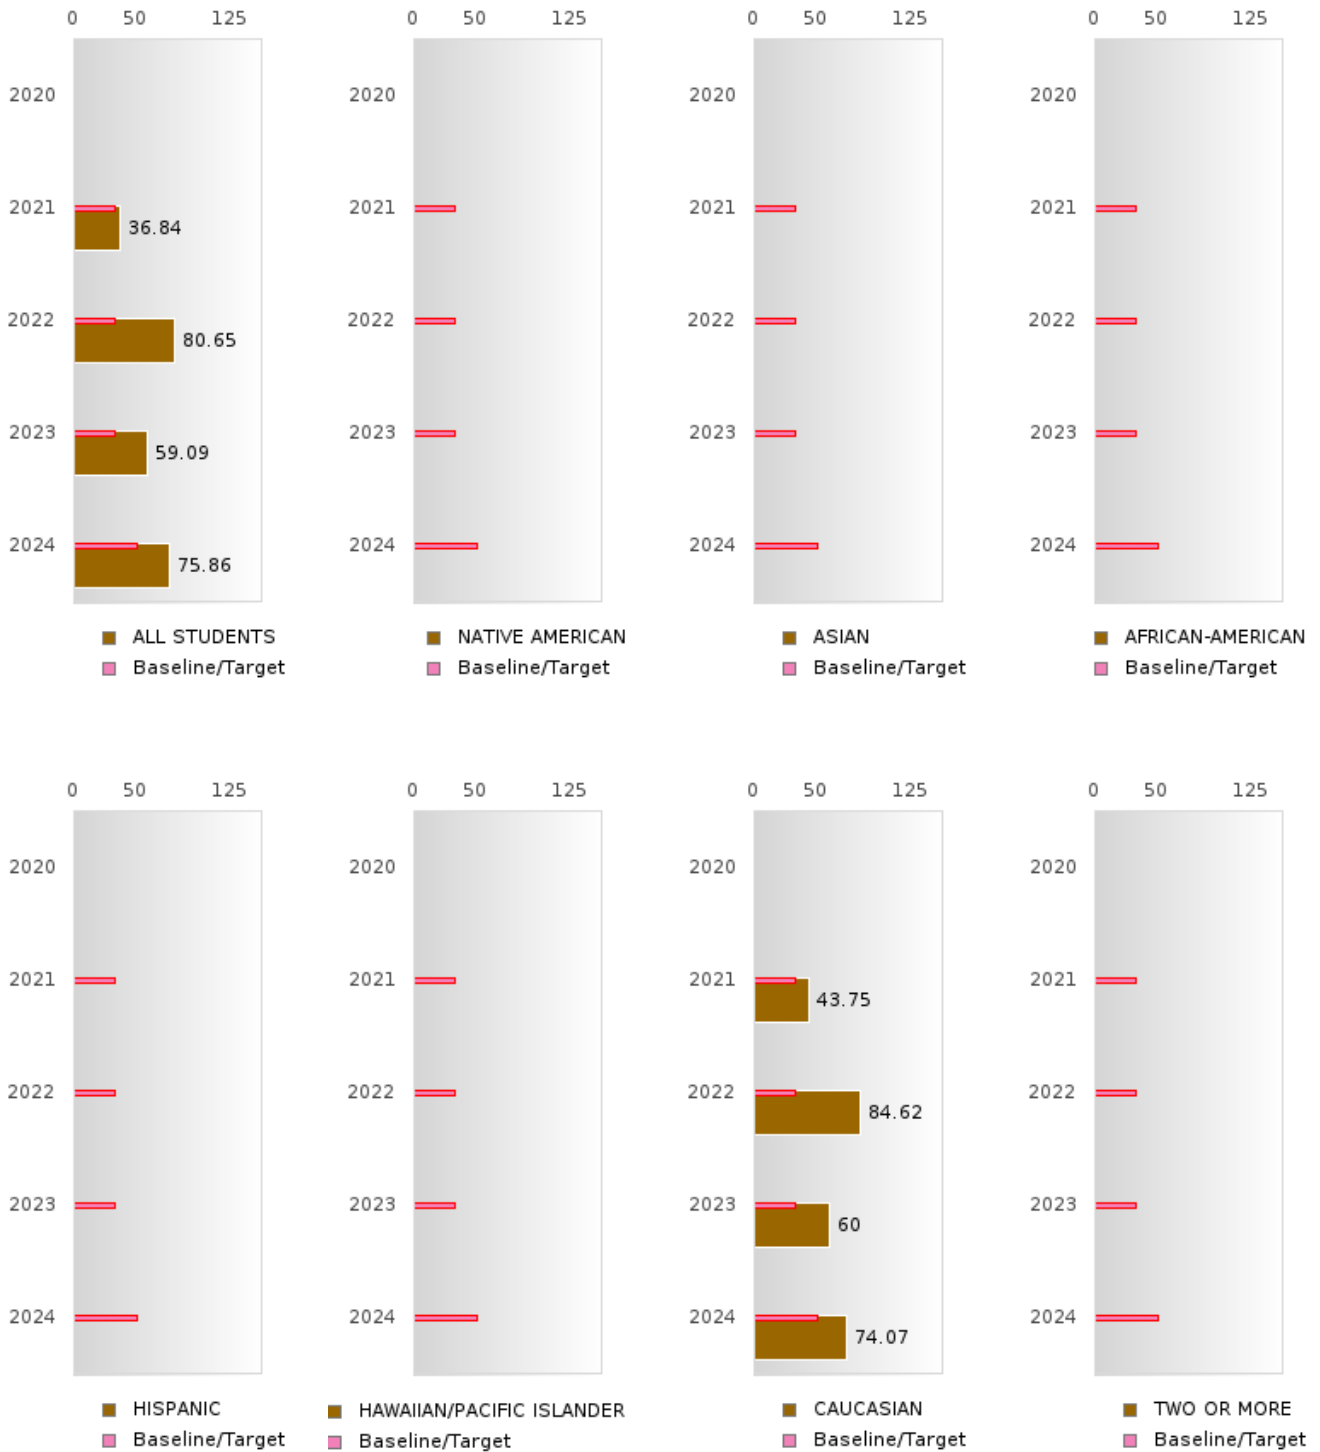 0 50 125 0 50 125 0 50 125 0 50 125
2020 2020 2020 2020
2021 36.84 2021 2021 2021
2022 80.65 2022 2022 2022
2023 59.09 2023 2023 2023
2024 75.86 2024 2024 2024
ALL STUDENTS NATIVE AMERICAN ASIAN AFRICAN-AMERICAN
Baseline/Target Baseline/Target Baseline/Target Baseline/Target
0 50 125 0 50 125 0 50 125 0 50 125
2020 2020 2020 2020
2021 2021 2021 43.75 2021
2022 2022 2022 84.62 2022
2023 2023 2023 60 2023
2024 2024 2024 74.07 2024
HISPANIC HAWAIIAN/PACIFIC ISLANDER CAUCASIAN TWO OR MORE
Baseline/Target Baseline/Target Baseline/Target Baseline/Target